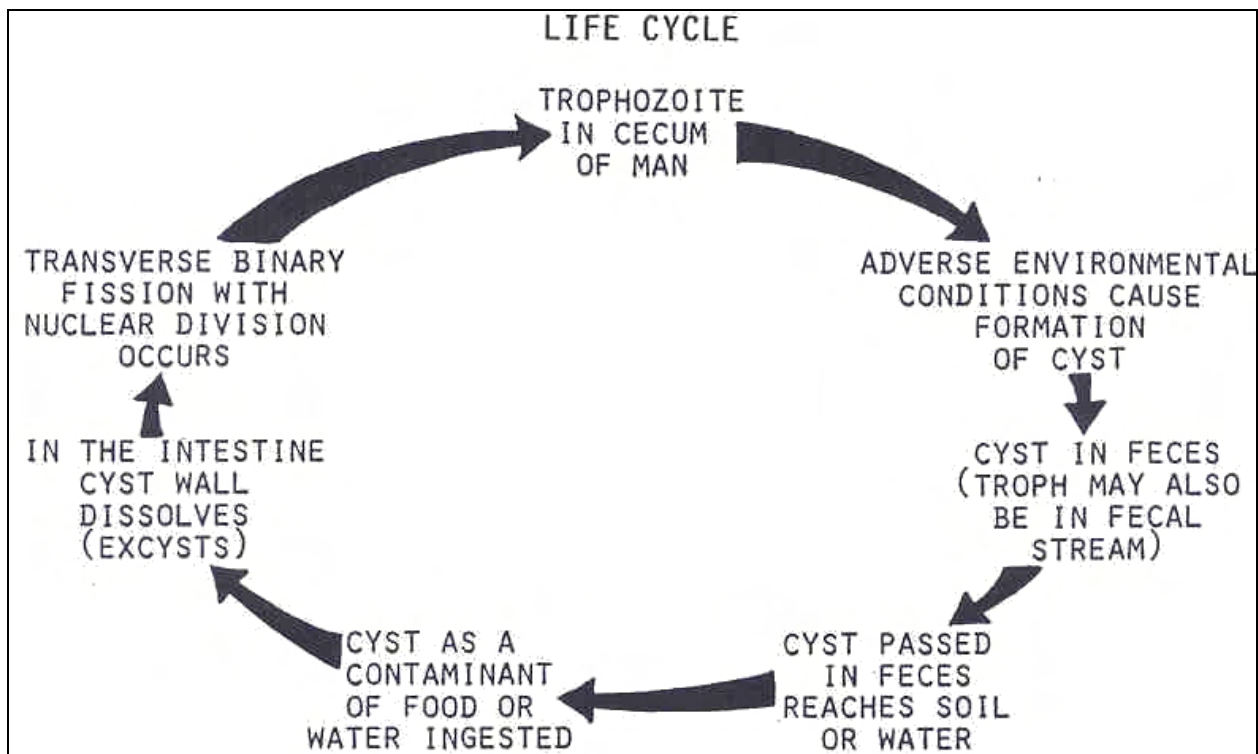 LIFE CYCLE
TROPHOZOITE
IN CECUM
OF MAN
ADVERSE ENVIRONMENTAL
CONDITIONS CAUSE
FORMATION
OF CYST
CYST IN FECES
(TROPH MAY ALSO
BE IN FECAL
STREAM)
CYST PASSED
IN FECES
REACHES SOIL
OR WATER
CYST AS A
CONTAMINANT
OF FOOD OR
WATER INGESTED
IN THE INTESTINE
CYST WALL
DISSOLVES
(EXCYSTS)
TRANSVERSE BINARY
FISSION WITH
NUCLEAR DIVISION
OCCURS